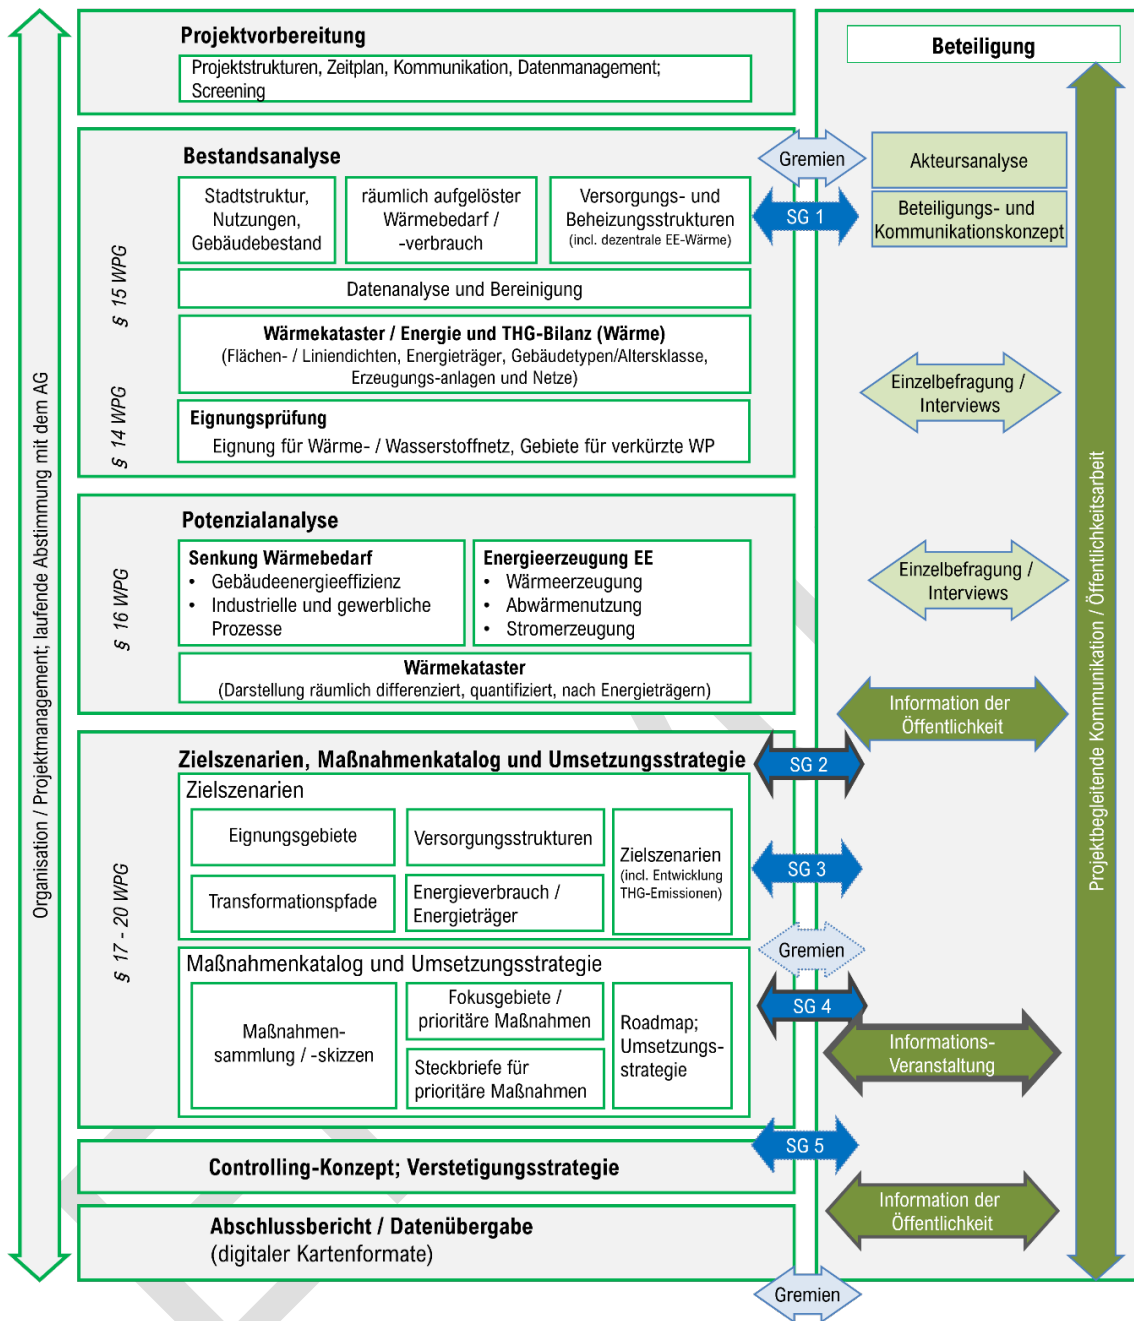 Organisation / Projektmanagement; laufende Abstimmung mit dem AG
Projektvorbereitung
Projektstrukturen, Zeitplan, Kommunikation, Datenmanagement;
Screening
Bestandsanalyse
§ 15 WPG
Stadtstruktur,
Nutzungen,
Gebäudebestand
räumlich aufgelöster
Wärmebedarf /
-verbrauch
Versorgungs- und
Beheizungsstrukturen
(incl. dezentrale EE-Wärme)
Datenanalyse und Bereinigung
Wärmekataster / Energie und THG-Bilanz (Wärme)
(Flächen- / Liniendichten, Energieträger, Gebäudetypen/Altersklasse,
Erzeugungs-anlagen und Netze)
§ 14 WPG
Eignungsprüfung
Eignung für Wärme- / Wasserstoffnetz, Gebiete für verkürzte WP
Potenzialanalyse
§ 16 WPG
Senkung Wärmebedarf
• Gebäudeenergieeffizienz
• Industrielle und gewerbliche
Prozesse
Energieerzeugung EE
• Wärmeerzeugung
• Abwärmenutzung
• Stromerzeugung
Wärmekataster
(Darstellung räumlich differenziert, quantifiziert, nach Energieträgern)
Zielszenarien, Maßnahmenkatalog und Umsetzungsstrategie
§ 17 - 20 WPG
Zielszenarien
Eignungsgebiete
Versorgungsstrukturen
Transformationspfade
Energieverbrauch /
Energieträger
Zielszenarien
(incl. Entwicklung
THG-Emissionen)
Maßnahmenkatalog und Umsetzungsstrategie
Maßnahmen-
sammlung / -skizzen
Fokusgebiete /
prioritäre Maßnahmen
Steckbriefe für
prioritäre Maßnahmen
Roadmap;
Umsetzungs-
strategie
Controlling-Konzept; Verstetigungsstrategie
Abschlussbericht / Datenübergabe
(digitaler Kartenformate)
Gremien
SG 1
SG 2
SG 3
Gremien
SG 4
SG 5
Gremien
Beteiligung
Akteursanalyse
Beteiligungs- und
Kommunikationskonzept
Einzelbefragung /
Interviews
Einzelbefragung /
Interviews
Information der
Öffentlichkeit
Informations-
Veranstaltung
Information der
Öffentlichkeit
Projektbegleitende Kommunikation / Öffentlichkeitsarbeit